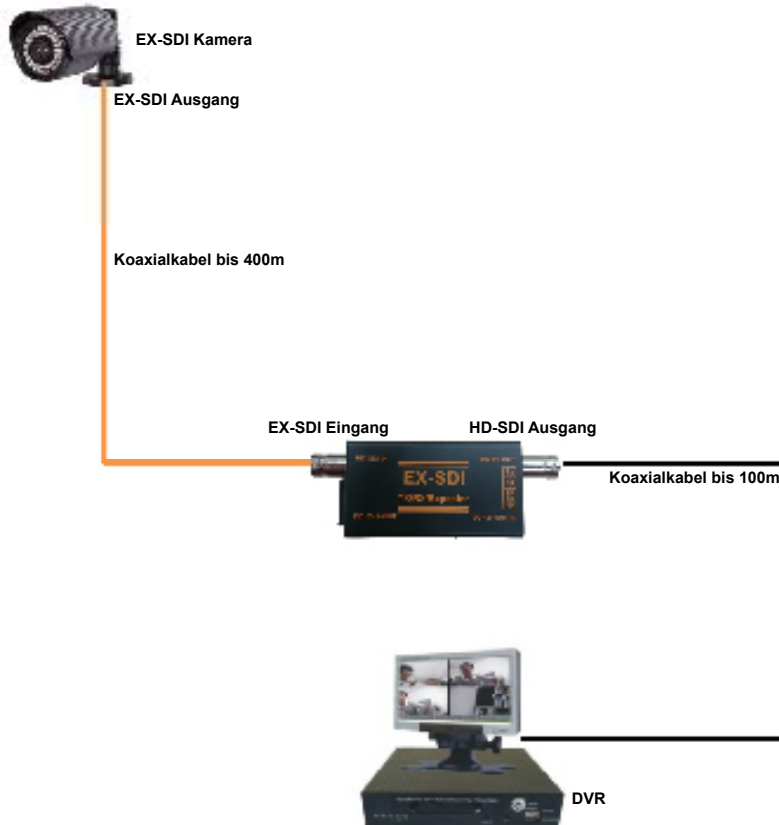 EX-SDI Kamera
EX-SDI Ausgang
Koaxialkabel bis 400m
EX-SDI Eingang
HD-SDI Ausgang
EX-SDI
Koaxialkabel bis 100m
DVR